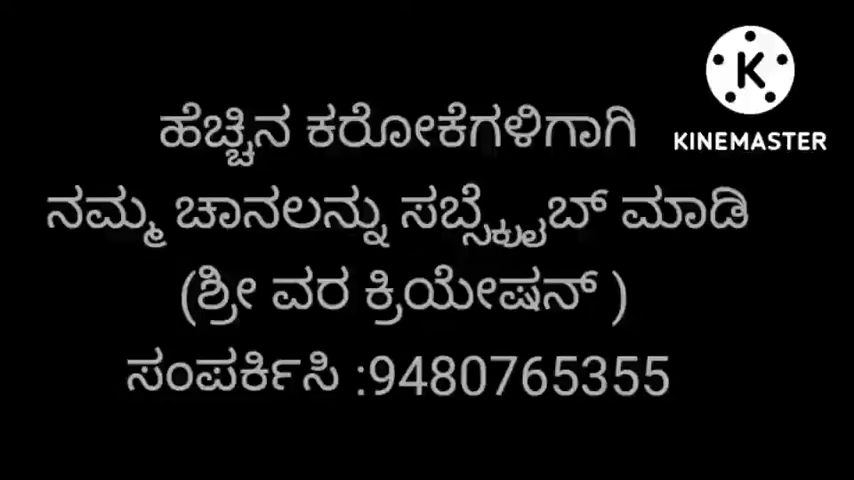 K
KINEMASTER
ಹೆಚ್ಚಿನ ಕರೋಕೆಗಳಿಗಾಗಿ
ನಮ್ಮ ಚಾನಲನ್ನು ಸಬ್ಸ್ಕ್ರೈಬ್ ಮಾಡಿ
(ಶ್ರೀ ವರ ಕ್ರಿಯೇಷನ್ )
ಸಂಪರ್ಕಿಸಿ :9480765355